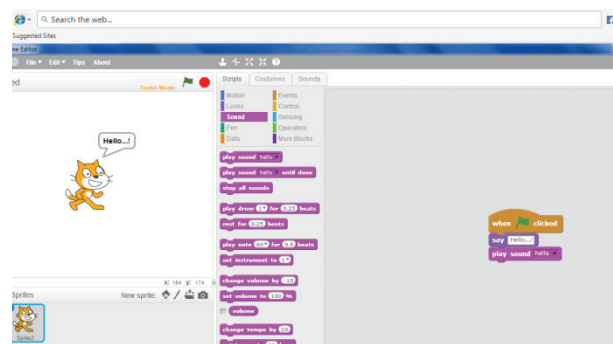 Search the web...
Suggested Sites
ne Editor
File Edit Tips About
ed
Turbo Mode
Scripts Costumes Sounds
Motion Events
Looks Control
Sound Sensing
Pen Operators
Data More Blocks
Hello...!
play sound hello
play sound hello until done
stop all sounds
play drum 1 for 0.25 beats
rest for 0.25 beats
play note 60 for 0.5 beats
set instrument to 1
change volume by -10
set volume to 100 %
volume
change tempo by 20
when clicked
say Hello...!
play sound hello
X: 184 Y: 174
Sprites New sprite:
Sprite2